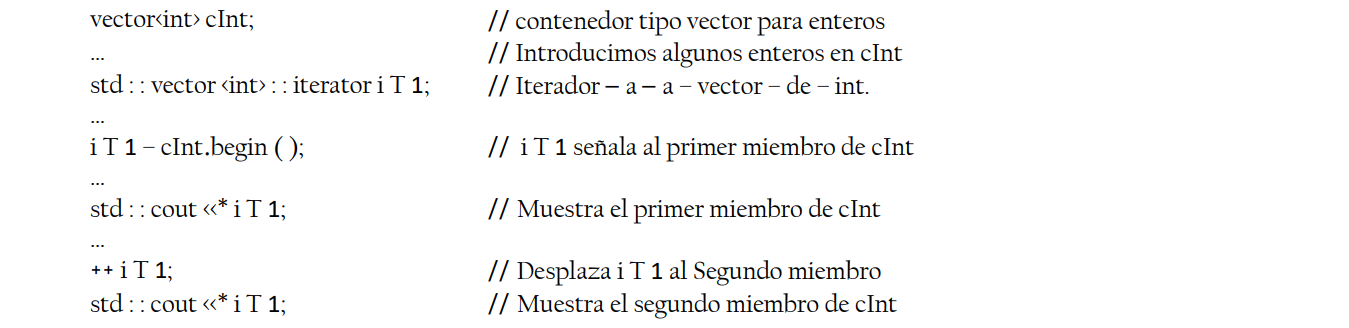 vector<int> cInt; // contenedor tipo vector para enteros
... // Introducimos algunos enteros en cInt
std : : vector <int> : : iterator i T 1; // Iterador – a – a – vector – de – int.
...
i T 1 – cInt.begin ( ); // i T 1 señala al primer miembro de cInt
...
std : : cout <<* i T 1; // Muestra el primer miembro de cInt
...
++ i T 1; // Desplaza i T 1 al Segundo miembro
std : : cout <<* i T 1; // Muestra el segundo miembro de cInt